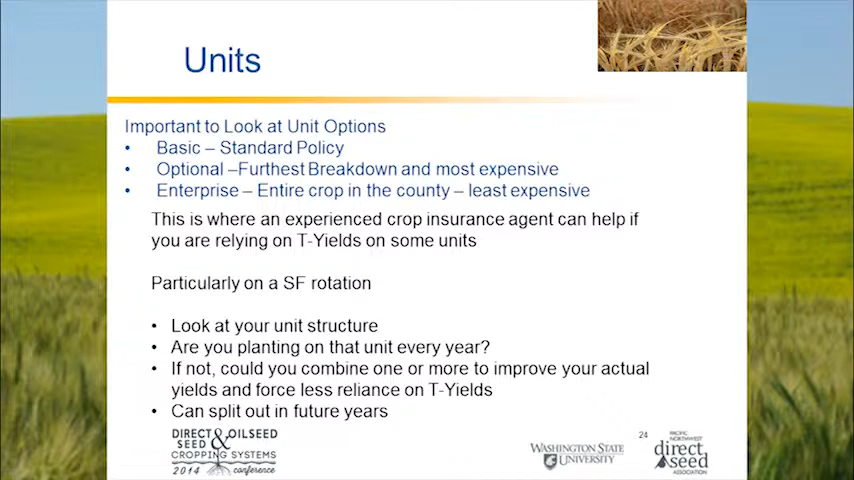 Units
Important to Look at Unit Options
• Basic – Standard Policy
• Optional –Furthest Breakdown and most expensive
• Enterprise – Entire crop in the county – least expensive
This is where an experienced crop insurance agent can help if
you are relying on T-Yields on some units
Particularly on a SF rotation
• Look at your unit structure
• Are you planting on that unit every year?
• If not, could you combine one or more to improve your actual
yields and force less reliance on T-Yields
• Can split out in future years
DIRECT & OILSEED
SEED
CROPPING SYSTEMS
2014 conference
WASHINGTON STATE
UNIVERSITY
24
PACIFIC
NORTHWEST
direct
seed
ASSOCIATION